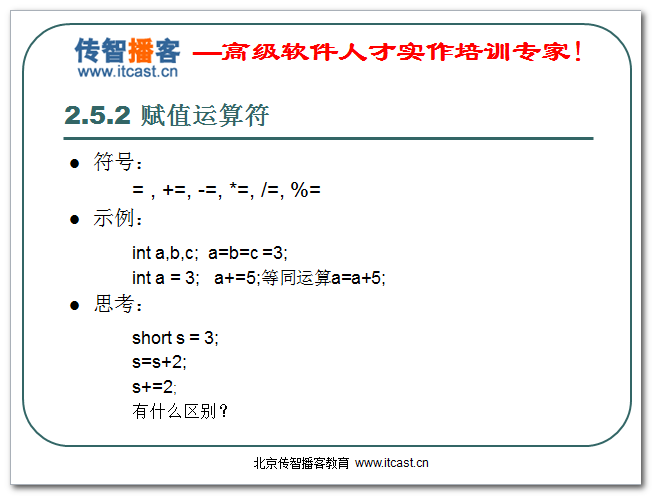 传智播客 —高级软件人才实作培训专家!
www.itcast.cn
2.5.2 赋值运算符
● 符号：
= , +=, -=, *=, /=, %=
● 示例：
int a,b,c;  a=b=c =3;
int a = 3;   a+=5;等同运算a=a+5;
● 思考：
short s = 3;
s=s+2;
s+=2;
有什么区别？
北京传智播客教育 www.itcast.cn